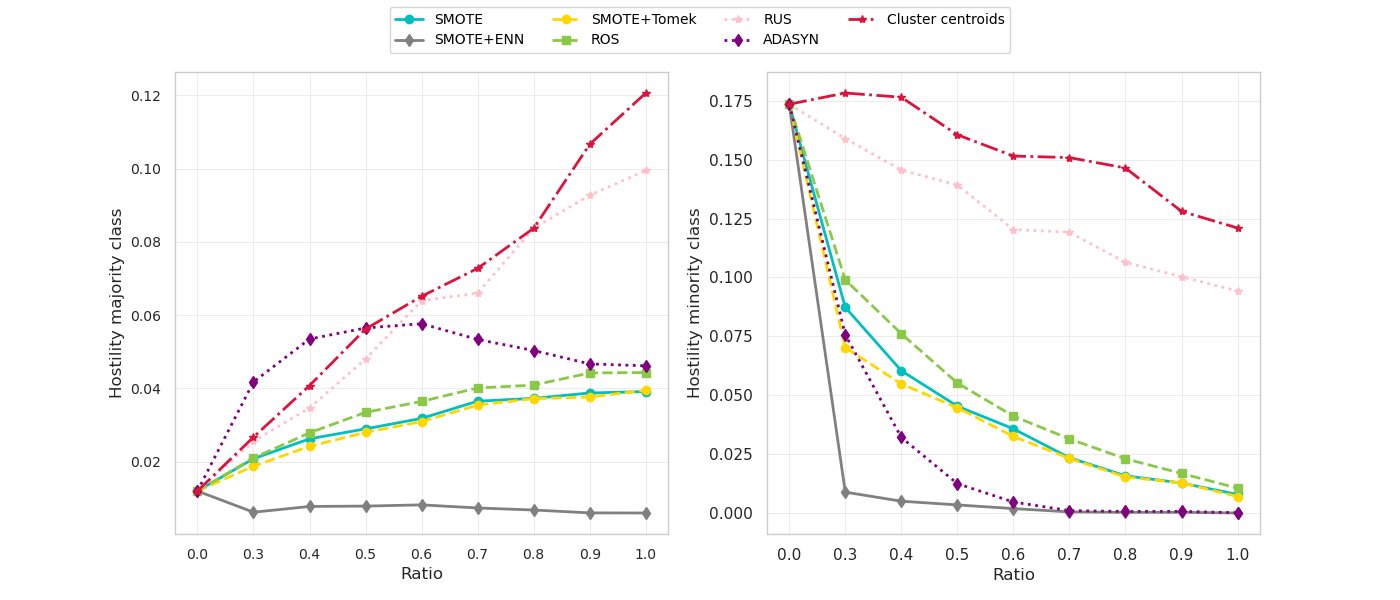 SMOTE
SMOTE+ENN
SMOTE+Tomek
ROS
RUS
ADASYN
Cluster centroids
Hostility majority class
0.12
0.10
0.08
0.06
0.04
0.02
0.0 0.3 0.4 0.5 0.6 0.7 0.8 0.9 1.0
Ratio
Hostility minority class
0.175
0.150
0.125
0.100
0.075
0.050
0.025
0.000
0.0 0.3 0.4 0.5 0.6 0.7 0.8 0.9 1.0
Ratio